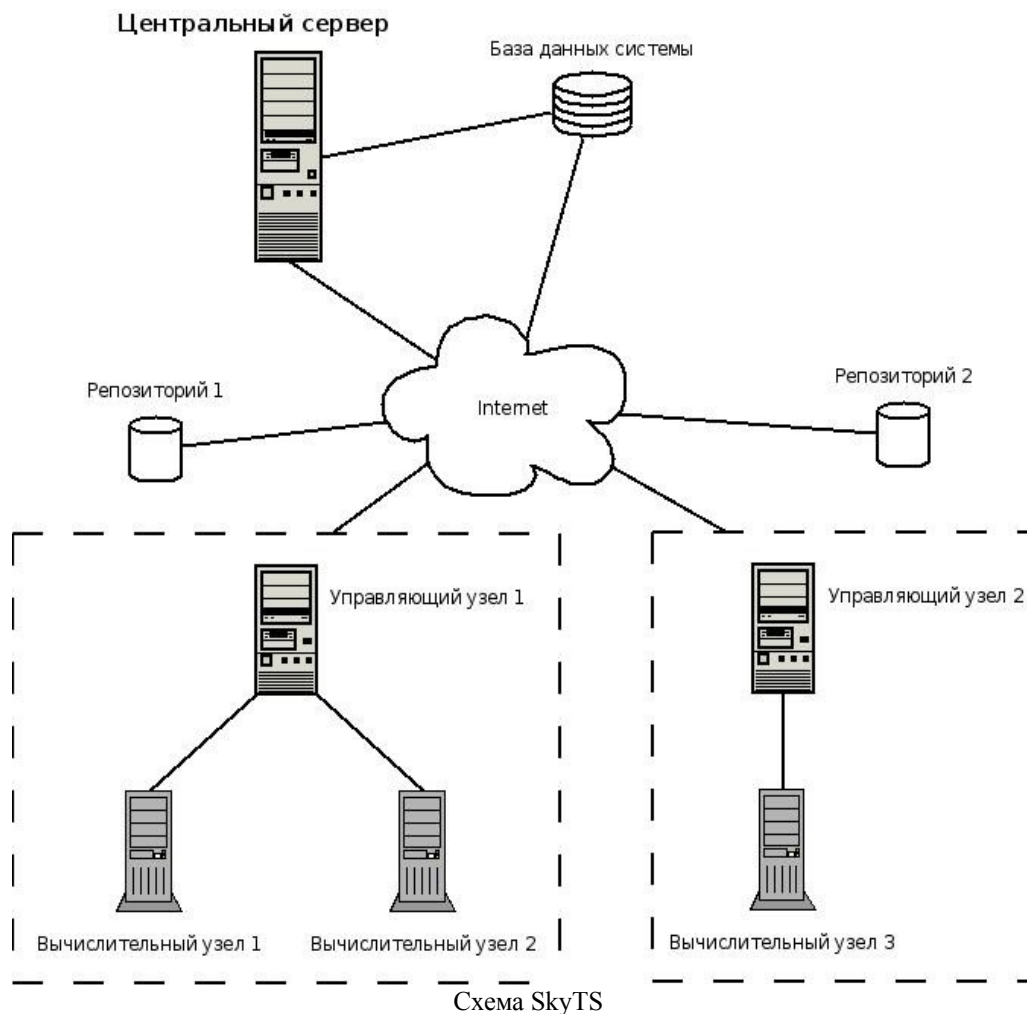 Центральный сервер
База данных системы
Репозиторий 1
Internet
Репозиторий 2
Управляющий узел 1
Управляющий узел 2
Вычислительный узел 1
Вычислительный узел 2
Вычислительный узел 3
Схема SkyTS